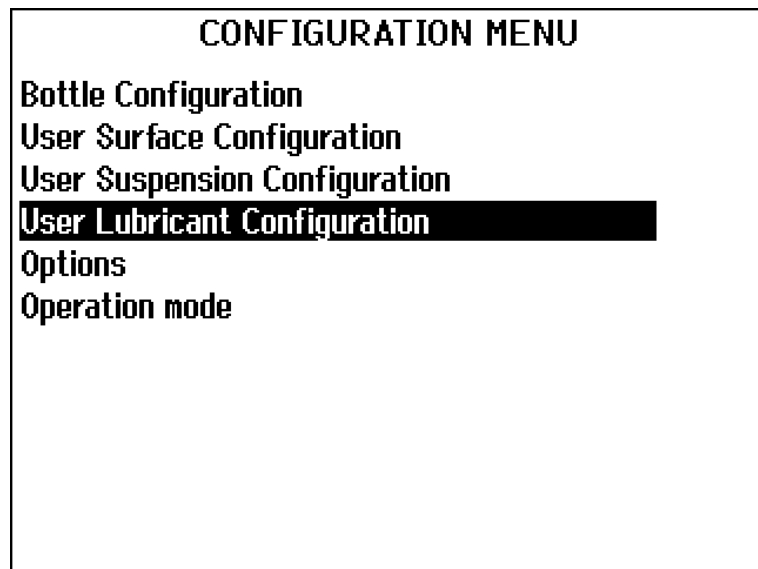 CONFIGURATION MENU
Bottle Configuration
User Surface Configuration
User Suspension Configuration
User Lubricant Configuration
Options
Operation mode